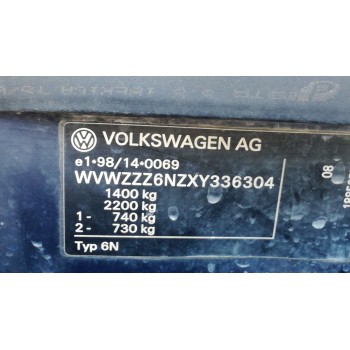 VOLKSWAGEN AG
e1•98/14•0069
WVWZZZ6NZXY336304
1400 kg
2200 kg
1- 740 kg
2- 730 kg
Typ 6N
08